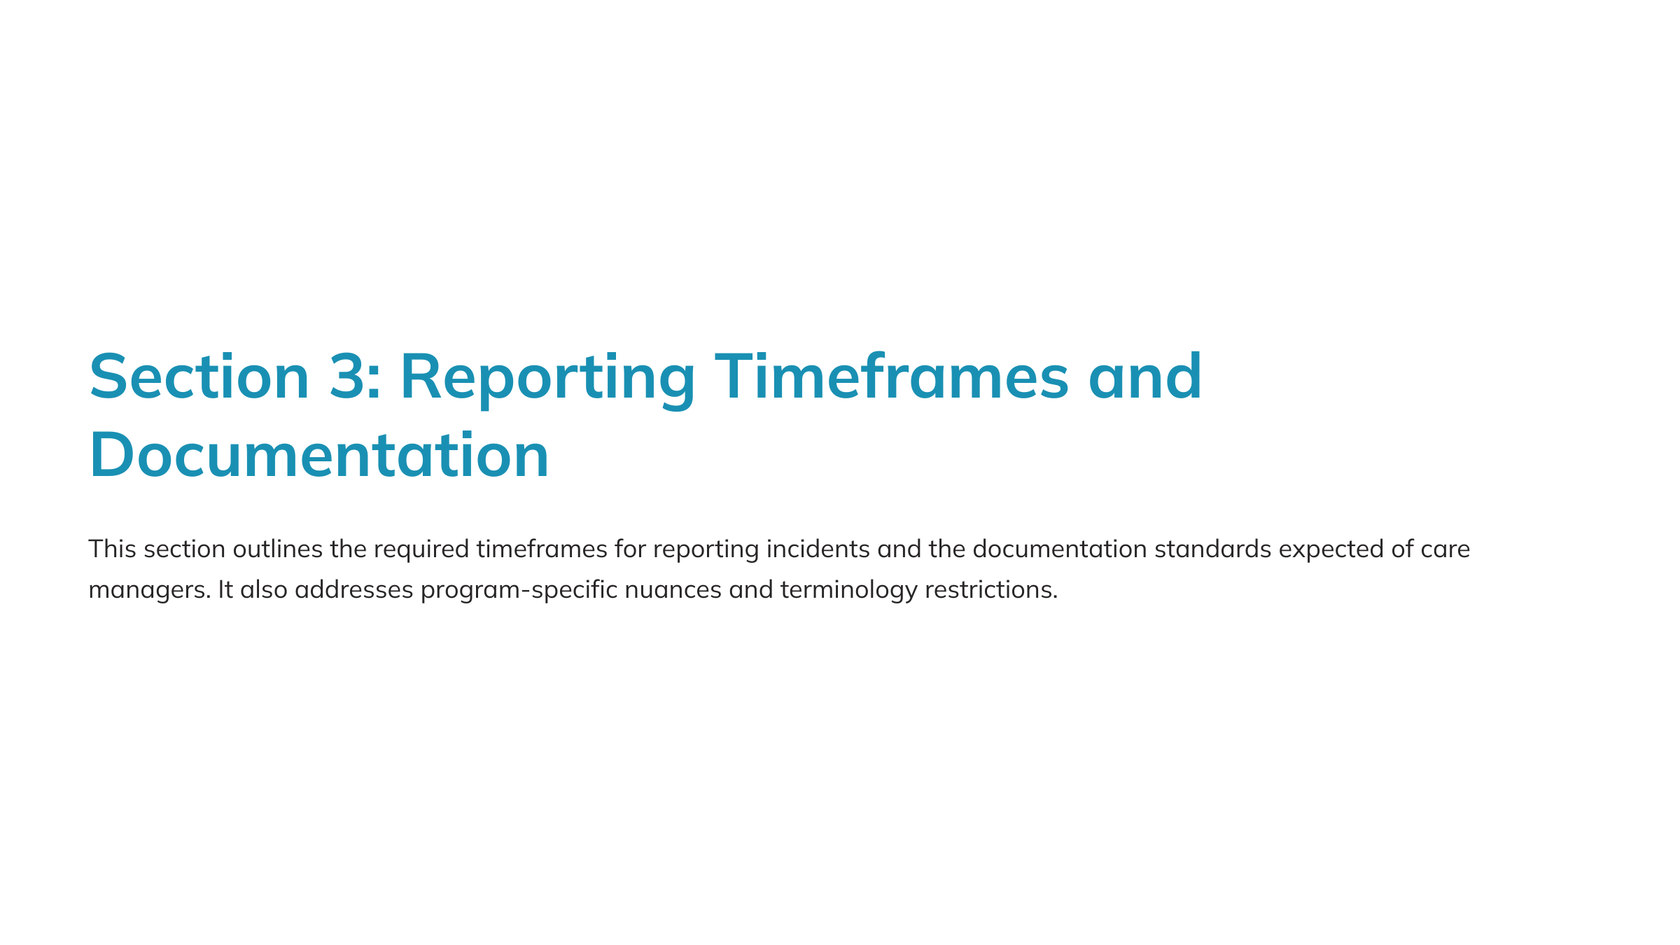 Section 3: Reporting Timeframes and
Documentation
This section outlines the required timeframes for reporting incidents and the documentation standards expected of care
managers. It also addresses program-specific nuances and terminology restrictions.